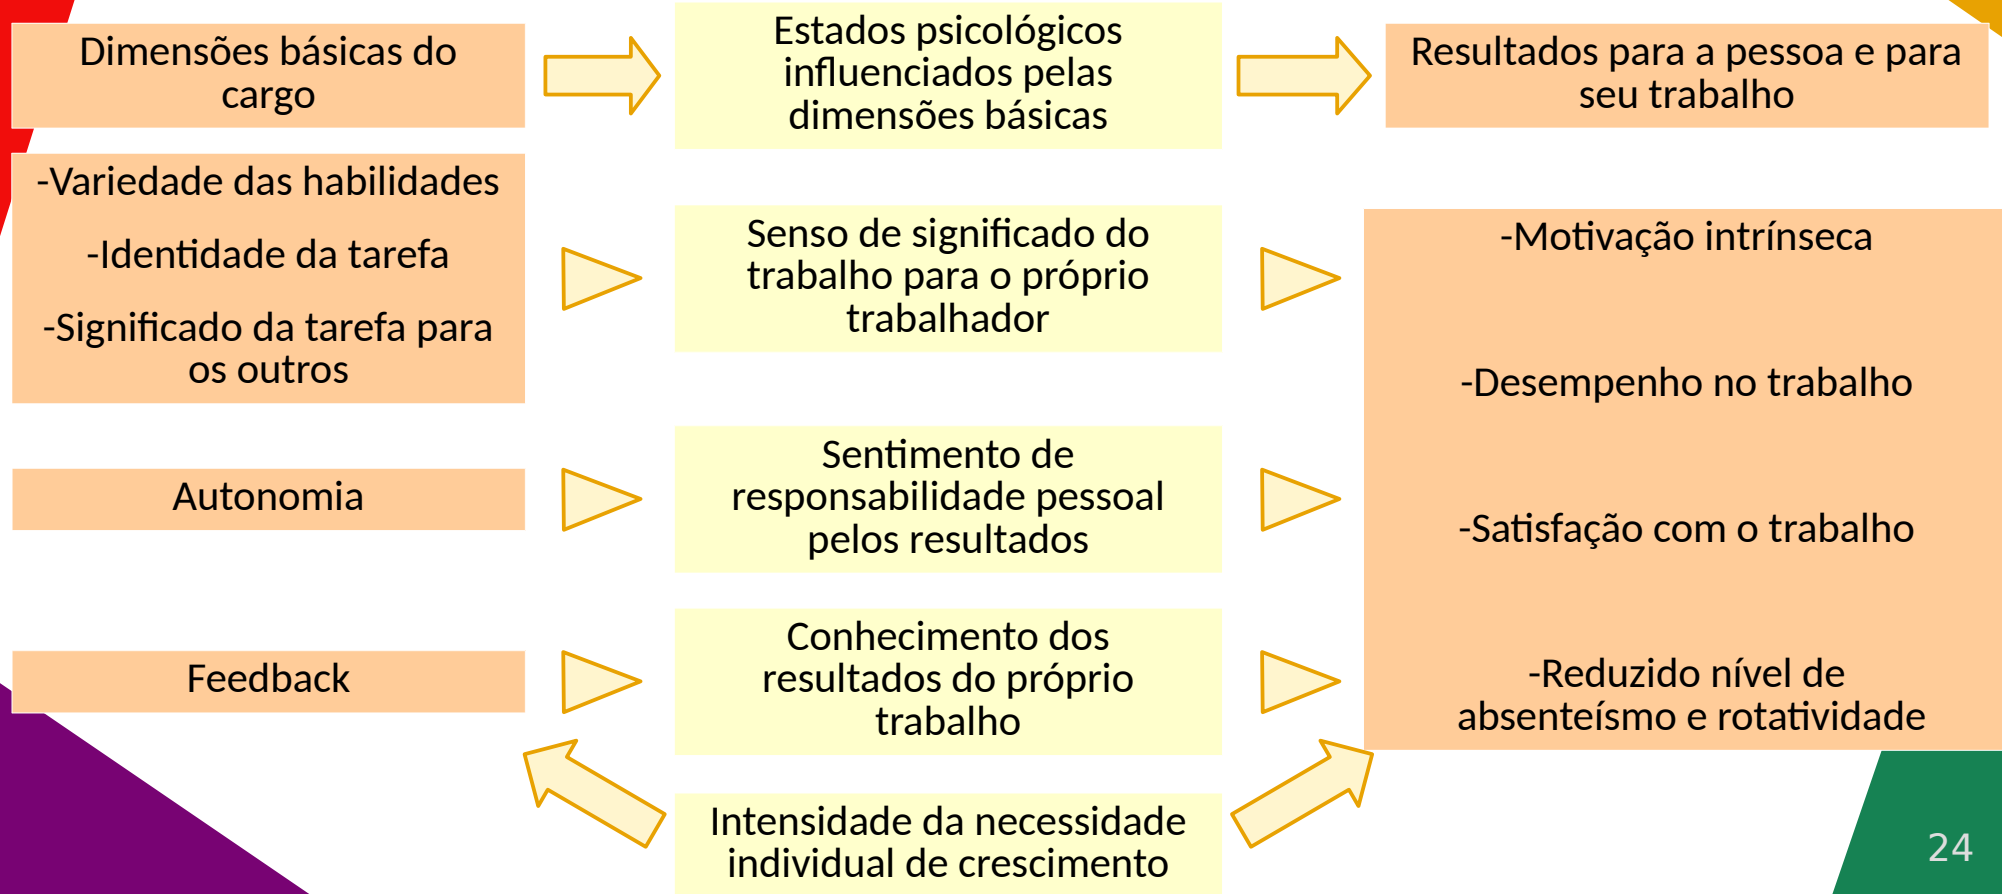 Dimensões básicas do
cargo
Estados psicológicos
influenciados pelas
dimensões básicas
Resultados para a pessoa e para
seu trabalho
-Variedade das habilidades
-Identidade da tarefa
-Significado da tarefa para
os outros
Senso de significado do
trabalho para o próprio
trabalhador
-Motivação intrínseca
-Desempenho no trabalho
-Satisfação com o trabalho
-Reduzido nível de
absenteísmo e rotatividade
Autonomia
Sentimento de
responsabilidade pessoal
pelos resultados
Feedback
Conhecimento dos
resultados do próprio
trabalho
Intensidade da necessidade
individual de crescimento
24